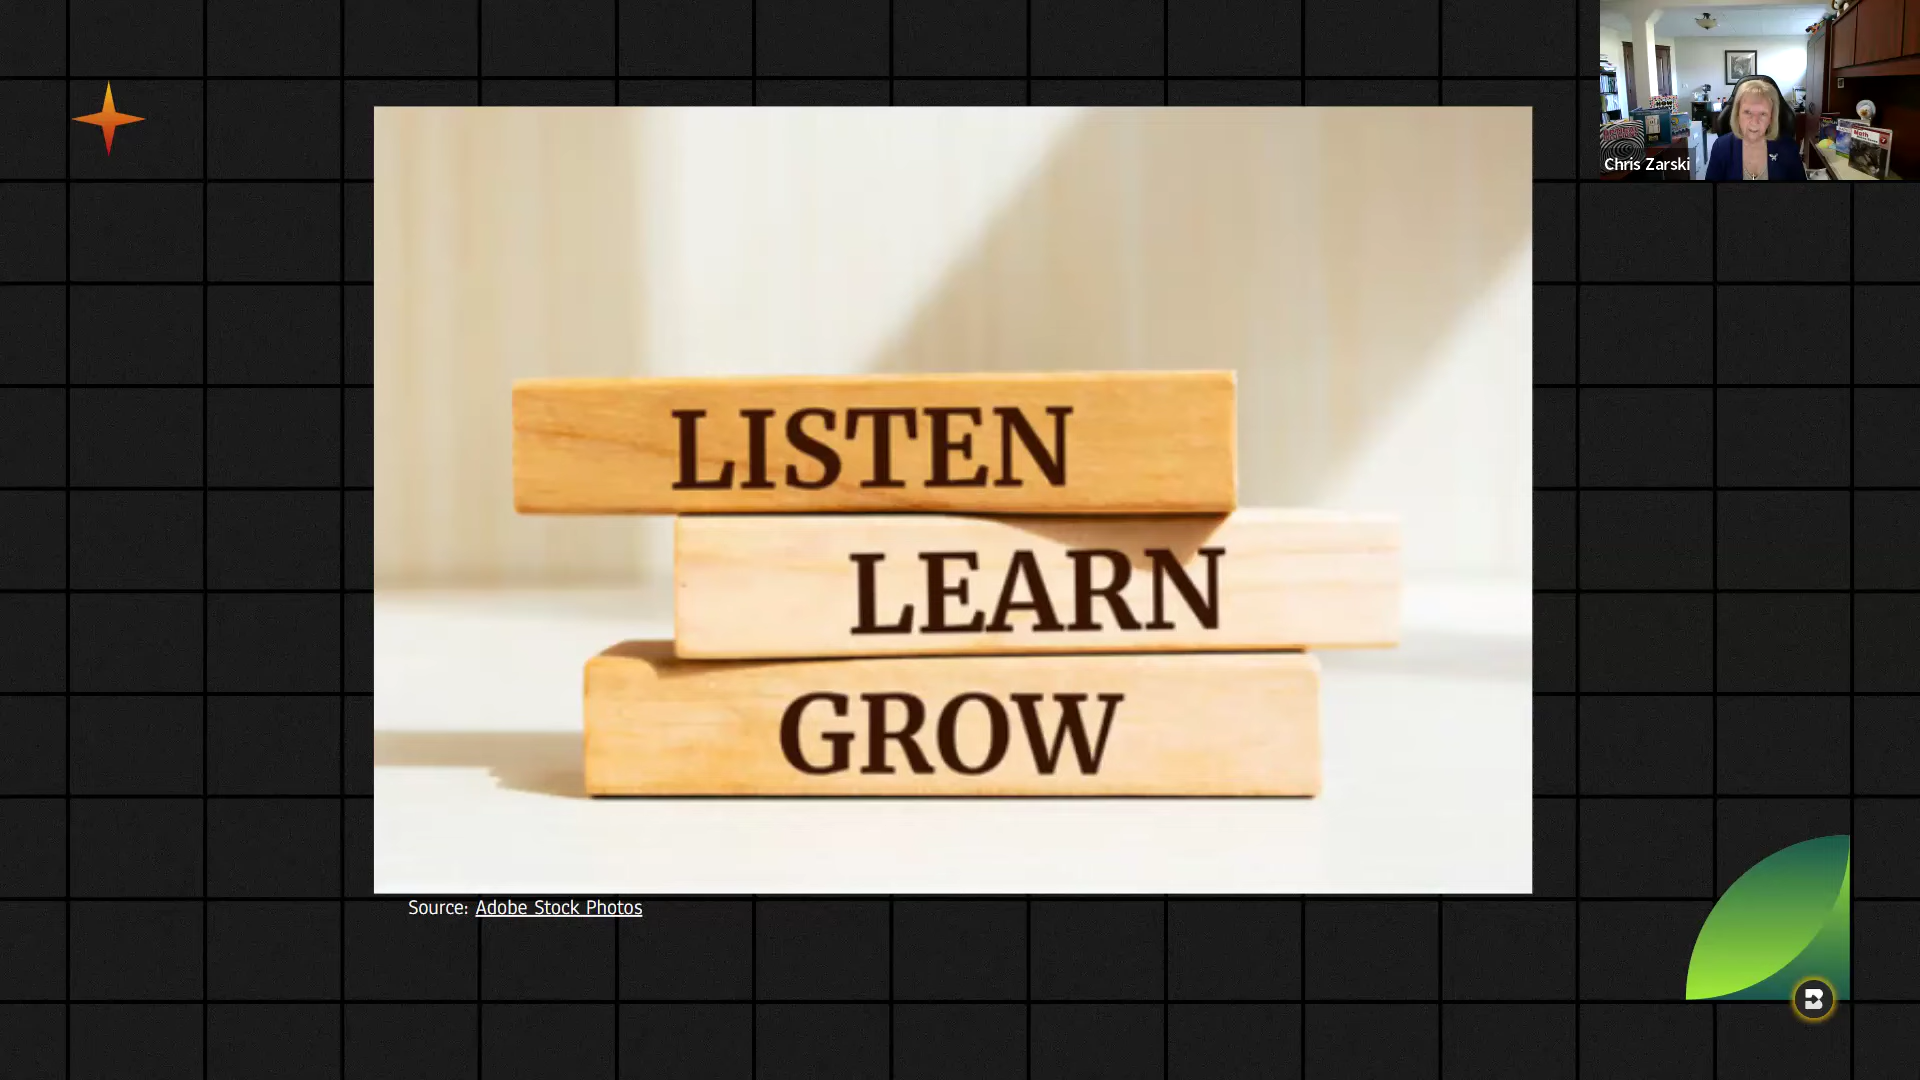 Chris Zarski
LISTEN
LEARN
GROW
Source: Adobe Stock Photos